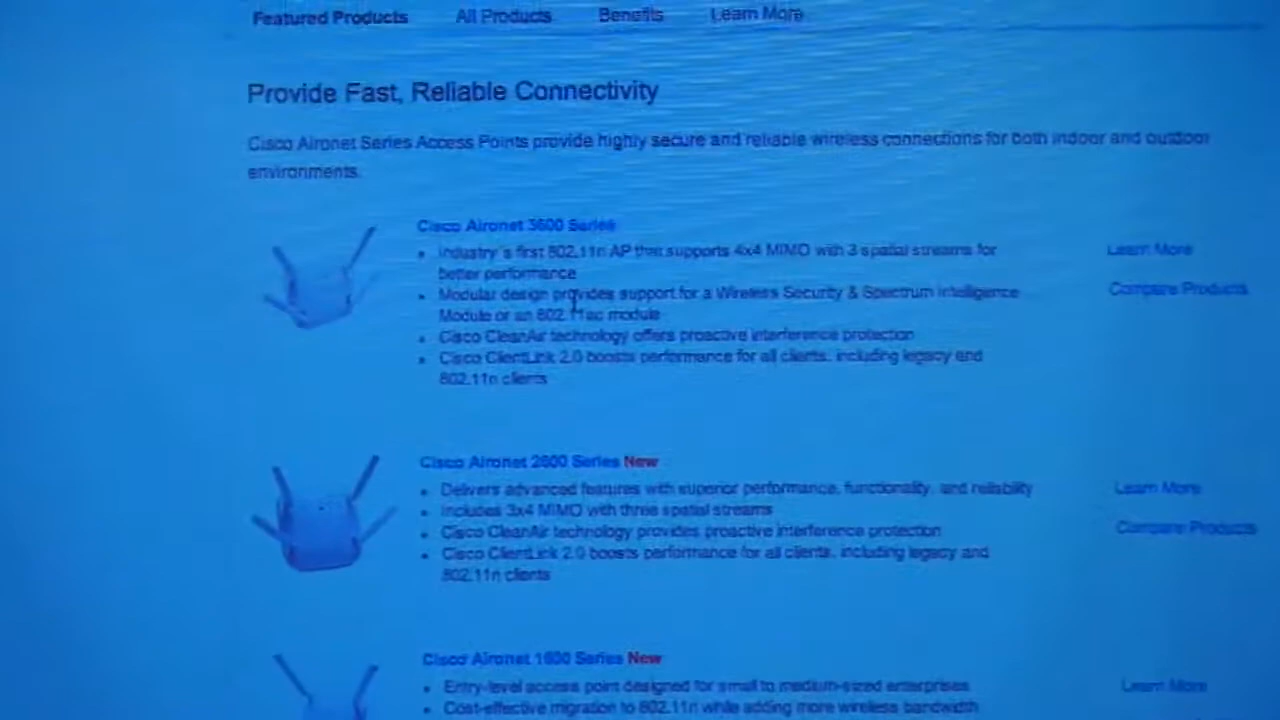 Featured Products All Products Benefits Learn More
Provide Fast, Reliable Connectivity
Cisco Aironet Series Access Points provide highly secure and reliable wireless connections for both indoor and outdoor
environments.
Cisco Aironet 3600 Series
• Industry's first 802.11n AP that supports 4x4 MIMO with 3 spatial streams for
better performance
• Modular design provides support for a Wireless Security & Spectrum Intelligence
Module or an 802.11ac module
• Cisco CleanAir technology offers proactive interference protection
• Cisco ClientLink 2.0 boosts performance for all clients, including legacy and
802.11n clients
Learn More
Compare Products
Cisco Aironet 2600 Series New
• Delivers advanced features with superior performance, functionality, and reliability
• Includes 3x4 MIMO with three spatial streams
• Cisco CleanAir technology provides proactive interference protection
• Cisco ClientLink 2.0 boosts performance for all clients, including legacy and
802.11n clients
Learn More
Compare Products
Cisco Aironet 1600 Series New
• Entry-level access point designed for small to medium-sized enterprises
• Cost-effective migration to 802.11n while adding more wireless bandwidth
Learn More